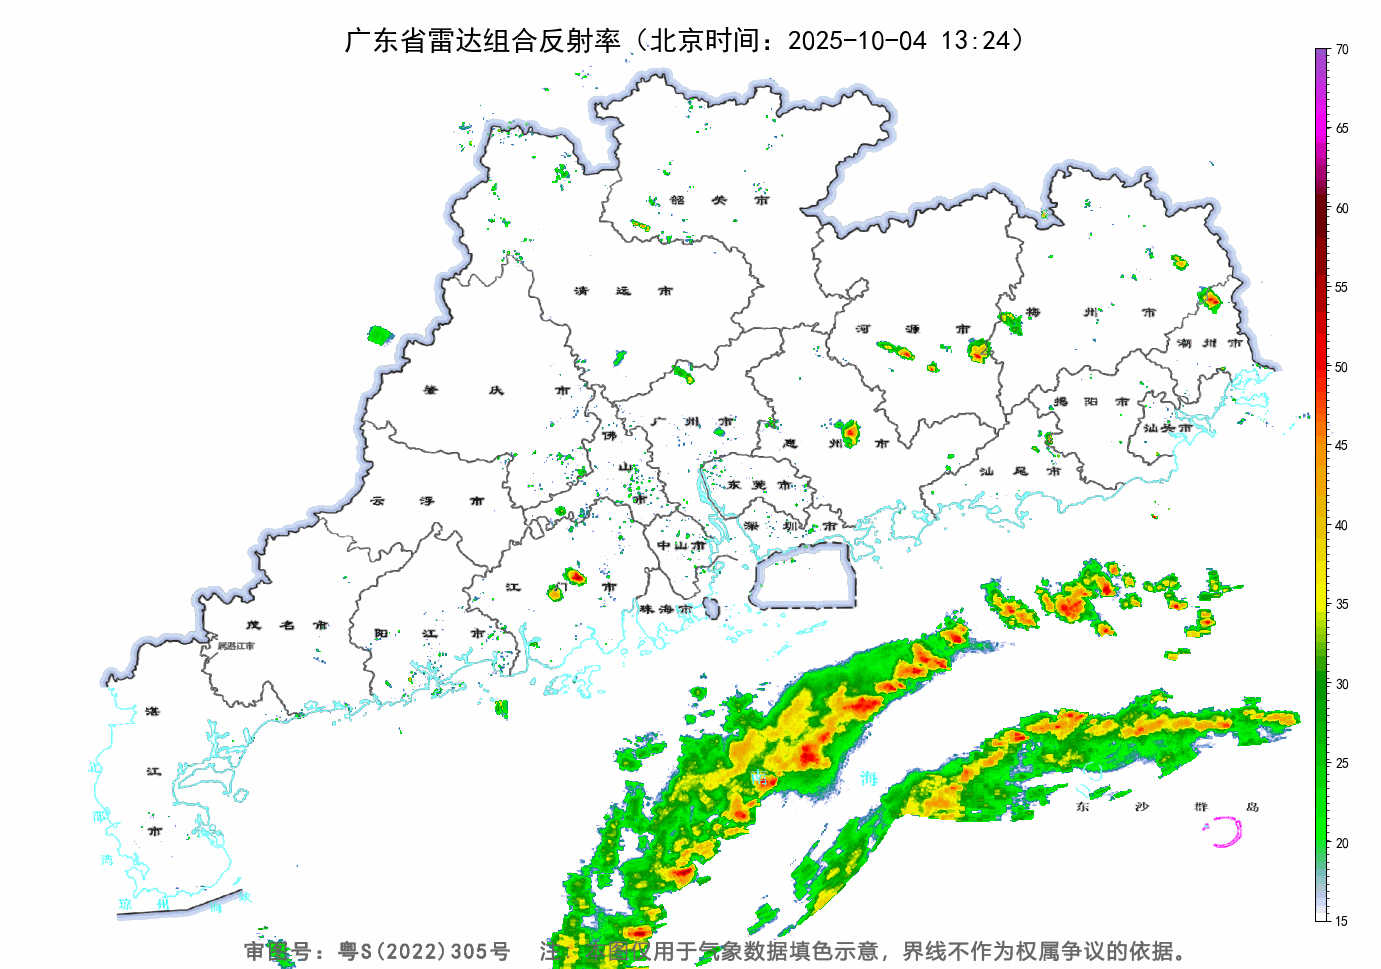 广东省雷达组合反射率（北京时间：2025-10-04 13:24）
70
65
60
55
50
45
40
35
30
25
20
15
韶 关 市
清 远 市
河 源 市
梅 州 市
潮 州 市
肇 庆 市
广 州 市
揭 阳 市
汕头市
佛 山 市
惠 州 市
汕 尾 市
云 浮 市
东 莞 市
深 圳 市
中山市
江 门 市
珠海市
茂 名 市
属湛江市
阳 江 市
湛 江 市
南 海
东 沙 群 岛
北 部 湾
琼 州 海 峡
审图号：粤S(2022)305号 注：本图仅用于气象数据填色示意，界线不作为权属争议的依据。